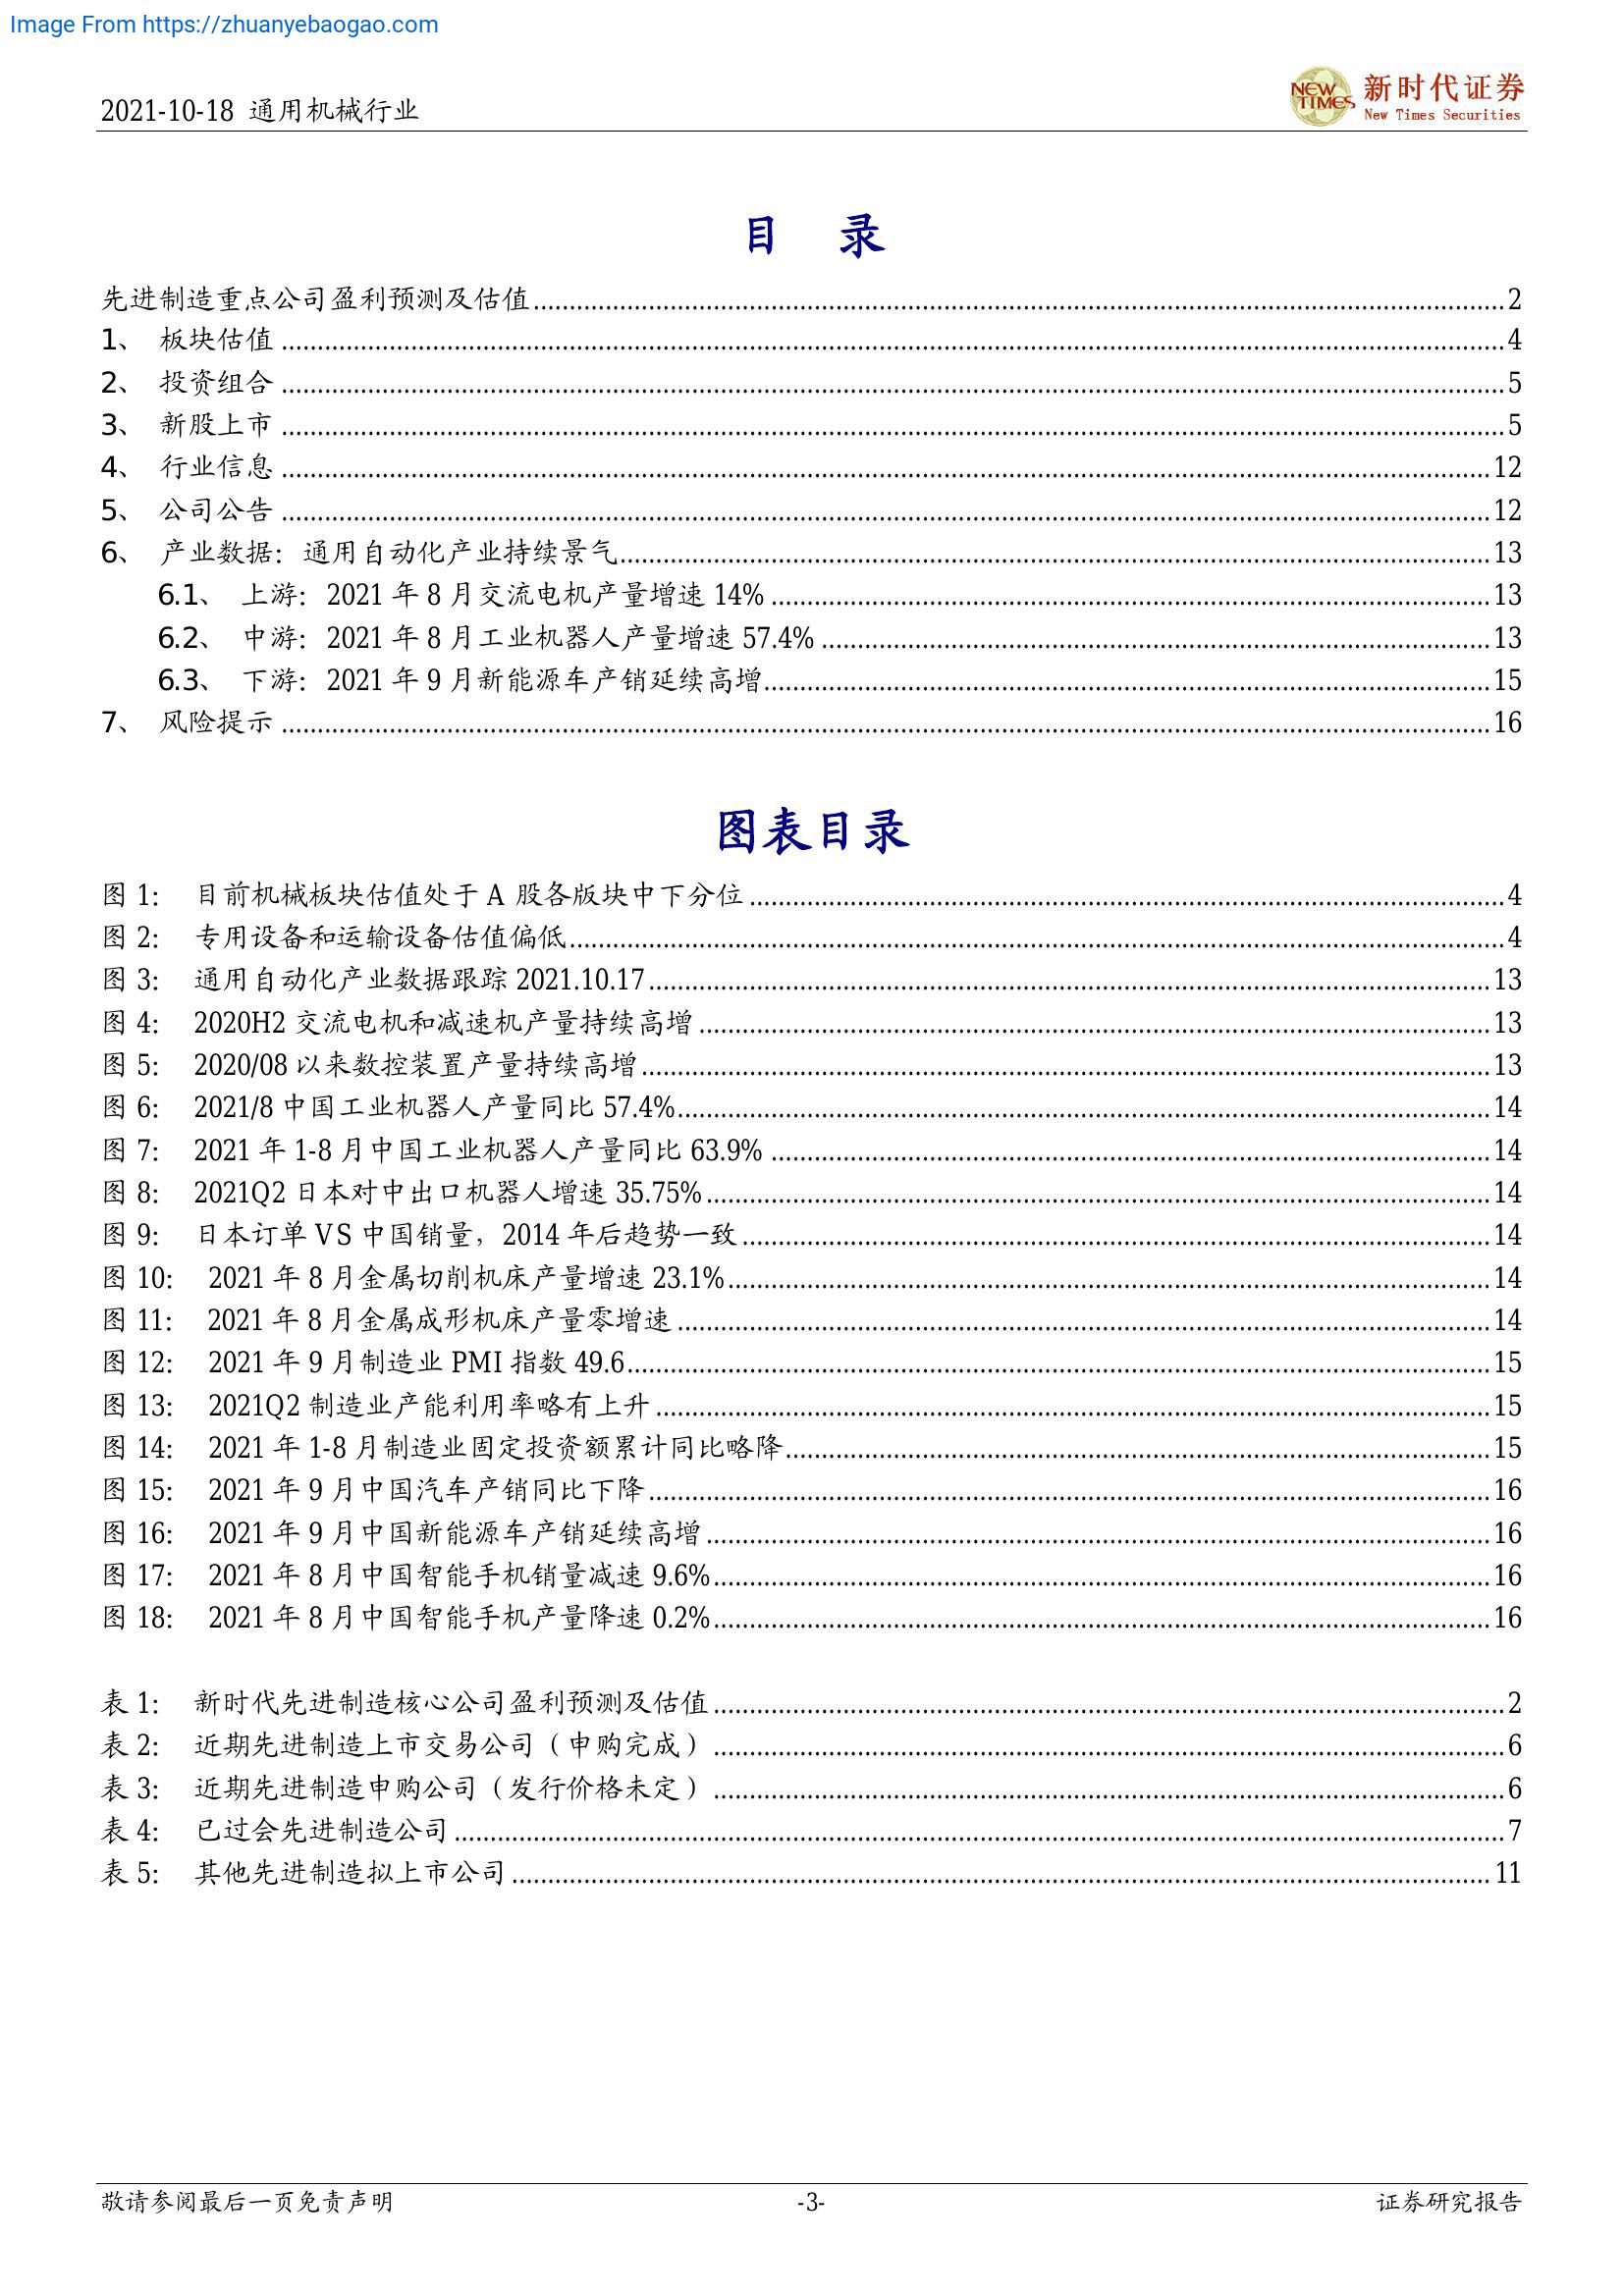 Image From https://zhuanyebaogao.com
2021-10-18 通用机械行业
NEW TIMES
新时代证券
New Times Securities
目 录
先进制造重点公司盈利预测及估值 2
1、 板块估值 4
2、 投资组合 5
3、 新股上市 5
4、 行业信息 12
5、 公司公告 12
6、 产业数据：通用自动化产业持续景气 13
6.1、 上游：2021 年 8 月交流电机产量增速 14% 13
6.2、 中游：2021 年 8 月工业机器人产量增速 57.4% 13
6.3、 下游：2021 年 9 月新能源车产销延续高增 15
7、 风险提示 16
图表目录
图 1: 目前机械板块估值处于 A 股各版块中下分位 4
图 2: 专用设备和运输设备估值偏低 4
图 3: 通用自动化产业数据跟踪 2021.10.17 13
图 4: 2020H2 交流电机和减速机产量持续高增 13
图 5: 2020/08 以来数控装置产量持续高增 13
图 6: 2021/8 中国工业机器人产量同比 57.4% 14
图 7: 2021 年 1-8 月中国工业机器人产量同比 63.9% 14
图 8: 2021Q2 日本对中出口机器人增速 35.75% 14
图 9: 日本订单 VS 中国销量，2014 年后趋势一致 14
图 10: 2021 年 8 月金属切削机床产量增速 23.1% 14
图 11: 2021 年 8 月金属成形机床产量零增速 14
图 12: 2021 年 9 月制造业 PMI 指数 49.6 15
图 13: 2021Q2 制造业产能利用率略有上升 15
图 14: 2021 年 1-8 月制造业固定投资额累计同比略降 15
图 15: 2021 年 9 月中国汽车产销同比下降 16
图 16: 2021 年 9 月中国新能源车产销延续高增 16
图 17: 2021 年 8 月中国智能手机销量减速 9.6% 16
图 18: 2021 年 8 月中国智能手机产量降速 0.2% 16
表 1: 新时代先进制造核心公司盈利预测及估值 2
表 2: 近期先进制造上市交易公司（申购完成） 6
表 3: 近期先进制造申购公司（发行价格未定） 6
表 4: 已过会先进制造公司 7
表 5: 其他先进制造拟上市公司 11
敬请参阅最后一页免责声明 -3- 证券研究报告